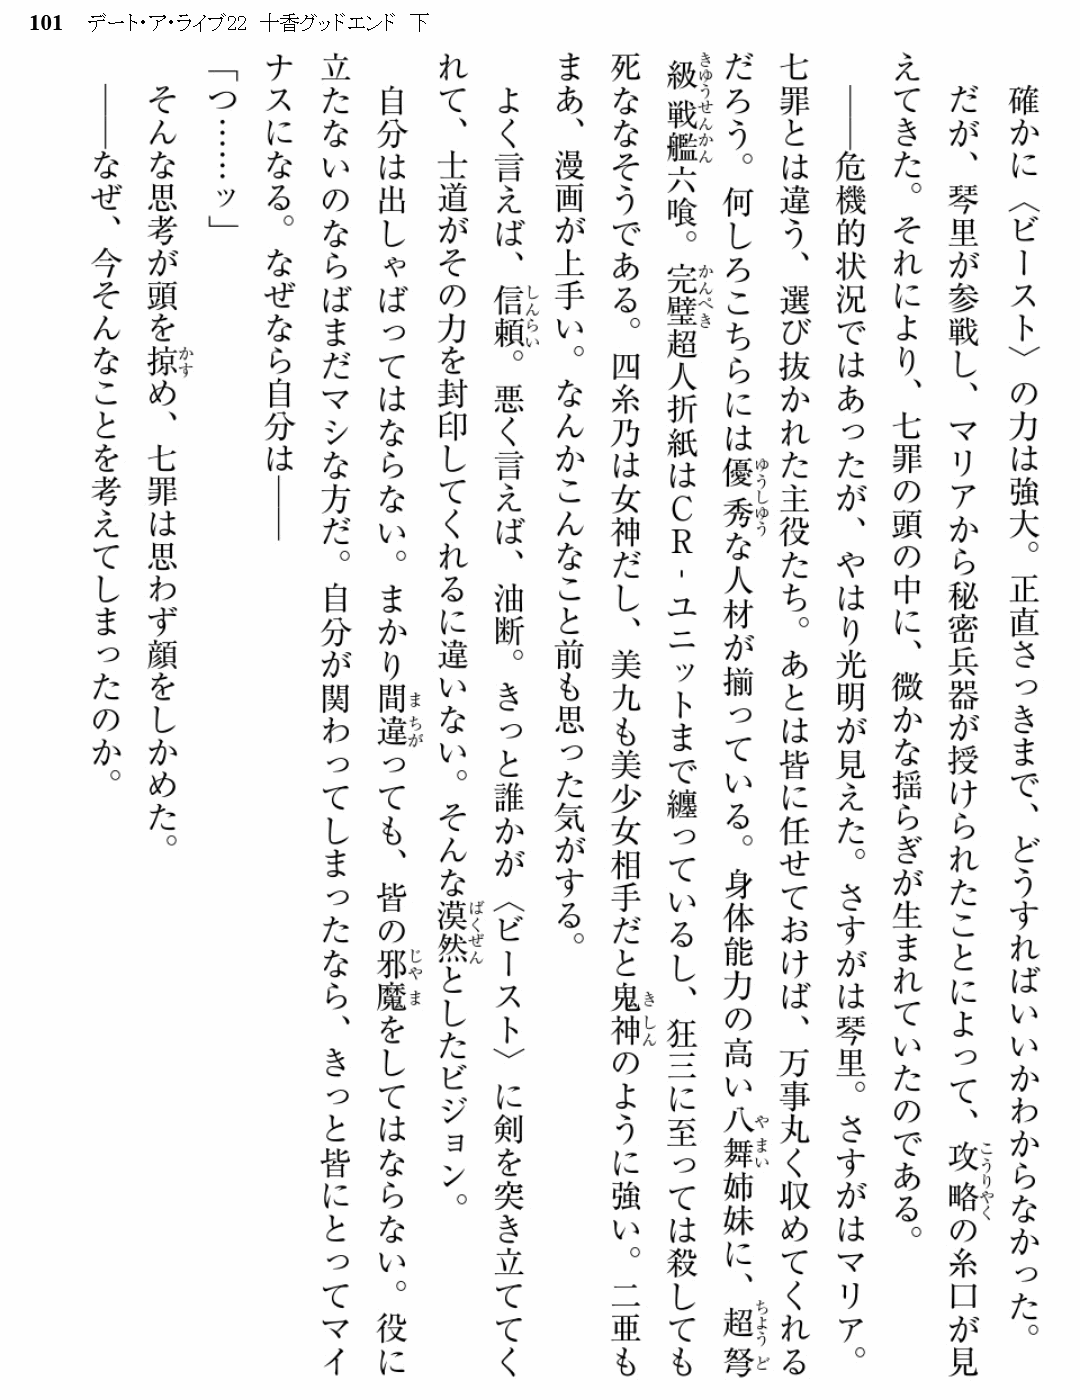 101 デート・ア・ライブ22 十香グッドエンド 下
確かに〈ビースト〉の力は強大。正直さっきまで、どうすればいいかわからなかった。
だが、琴里が参戦し、マリアから秘密兵器が授けられたことによって、攻略の糸口が見
えてきた。それにより、七罪の頭の中に、微かな揺らぎが生まれていたのである。
――危機的状況ではあったが、やはり光明が見えた。さすがは琴里。さすがはマリア。
七罪とは違う、選び抜かれた主役たち。あとは皆に任せておけば、万事丸く収めてくれる
だろう。何しろこちらには優秀な人材が揃っている。身体能力の高い八舞姉妹に、超弩
級戦艦六喰。完璧超人折紙はCR-ユニットまで纏っているし、狂三に至っては殺しても
死ななそうである。四糸乃は女神だし、美九も美少女相手だと鬼神のように強い。二亜も
まあ、漫画が上手い。なんかこんなこと前も思った気がする。
よく言えば、信頼。悪く言えば、油断。きっと誰かが〈ビースト〉に剣を突き立ててく
れて、士道がその力を封印してくれるに違いない。そんな漠然としたビジョン。
自分は出しゃばってはならない。まかり間違っても、皆の邪魔をしてはならない。役に
立たないのならばまだマシな方だ。自分が関わってしまったなら、きっと皆にとってマイ
ナスになる。なぜなら自分は――
「つ……ッ」
そんな思考が頭を掠め、七罪は思わず顔をしかめた。
――なぜ、今そんなことを考えてしまったのか。